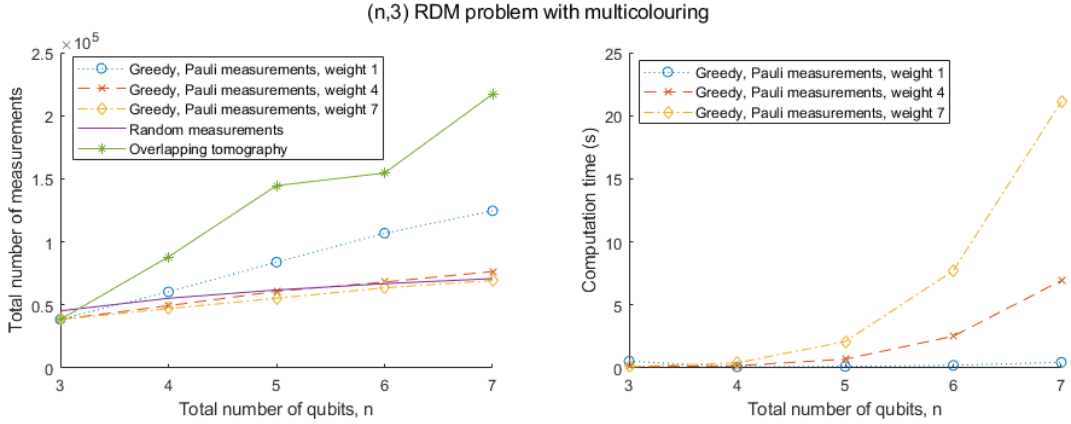 (n,3) RDM problem with multicolouring
×10^5
2.5
2
1.5
1
0.5
0
3
4
5
6
7
Total number of measurements
Total number of qubits, n
Greedy, Pauli measurements, weight 1
Greedy, Pauli measurements, weight 4
Greedy, Pauli measurements, weight 7
Random measurements
Overlapping tomography
25
20
15
10
5
0
3
4
5
6
7
Computation time (s)
Total number of qubits, n
Greedy, Pauli measurements, weight 1
Greedy, Pauli measurements, weight 4
Greedy, Pauli measurements, weight 7